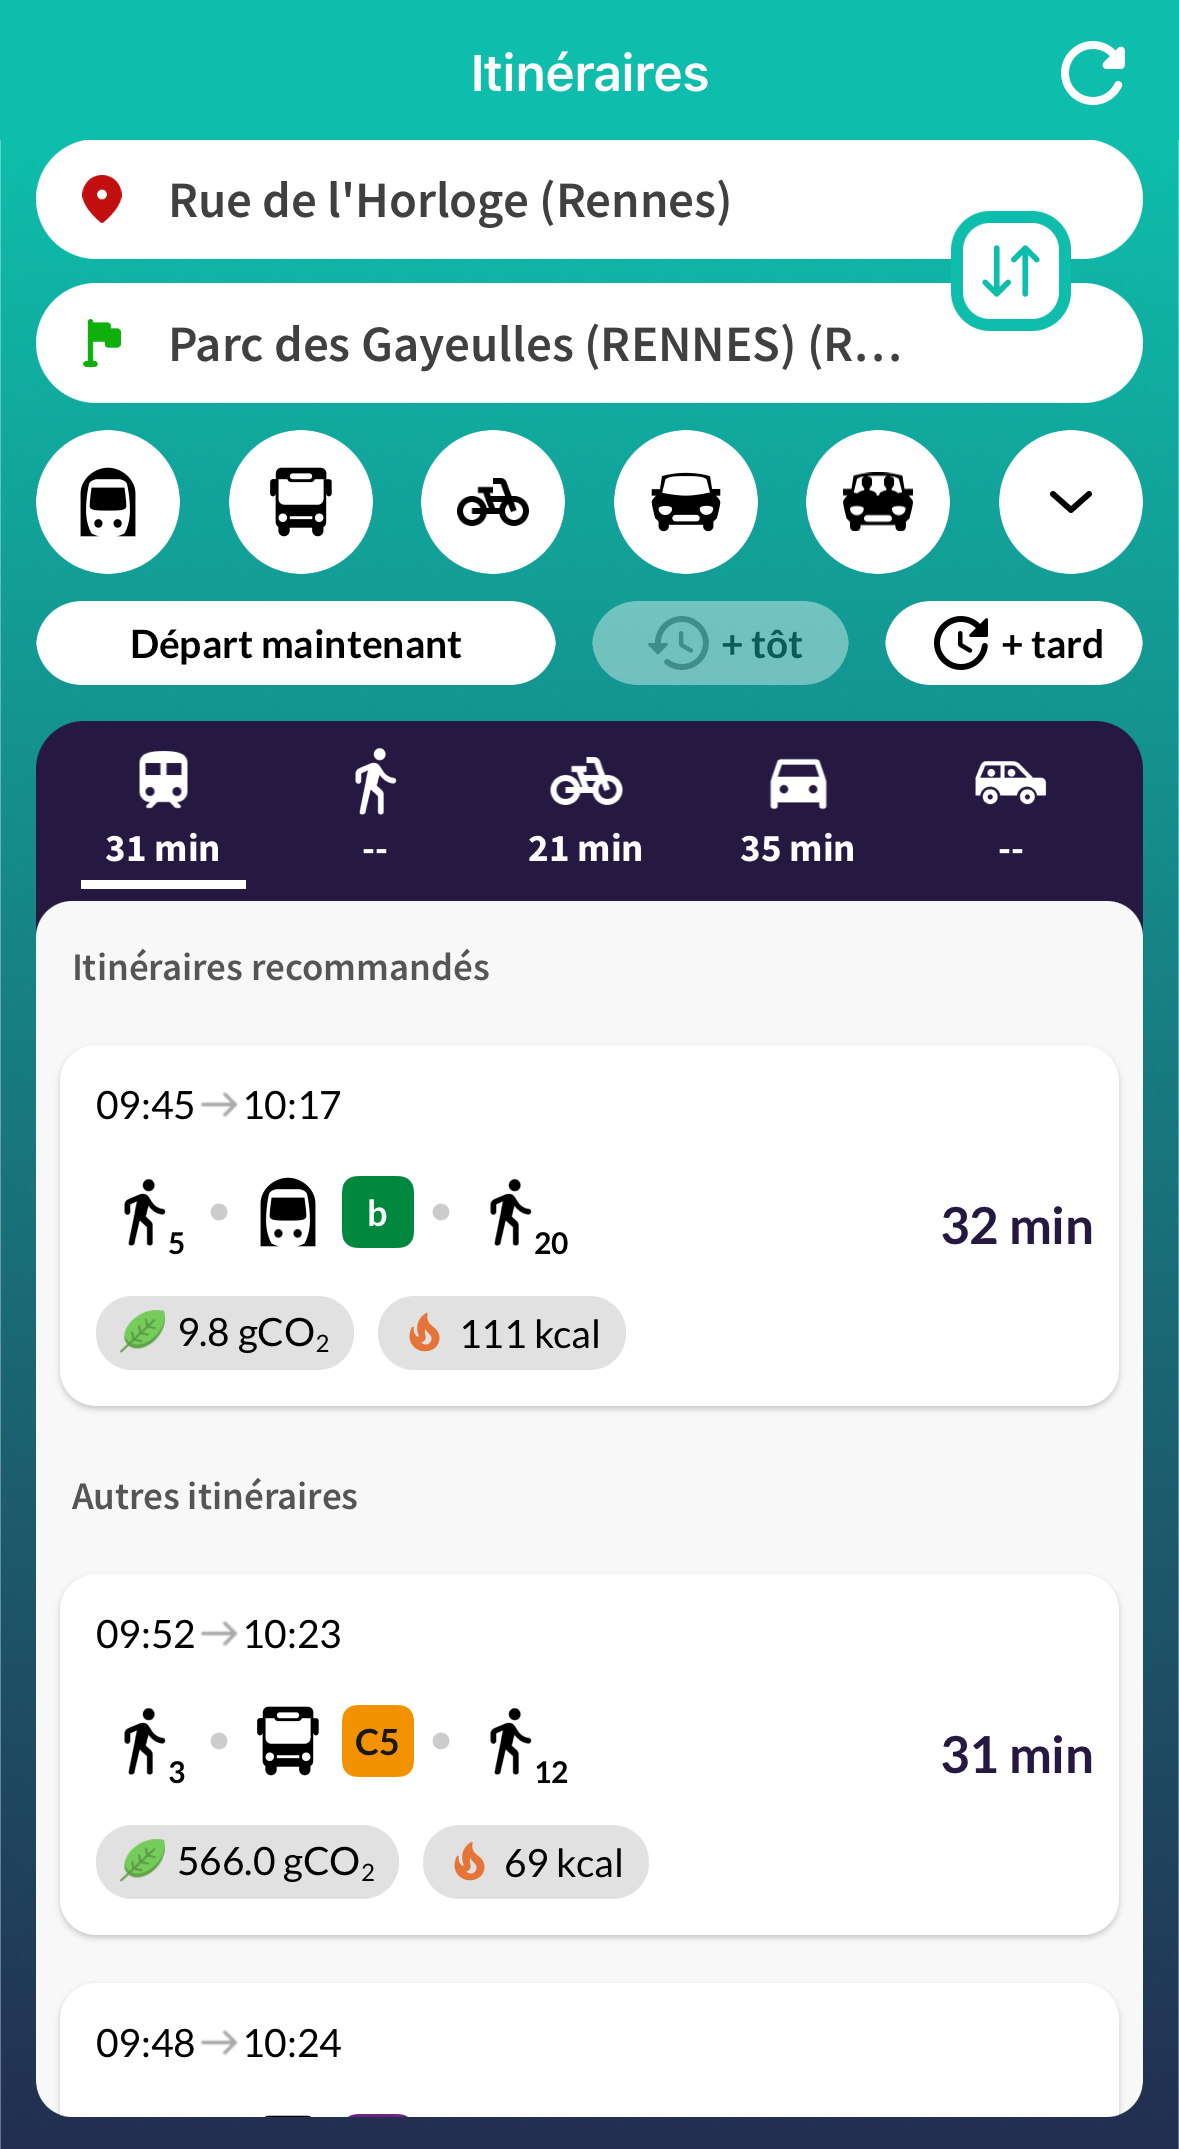 Itinéraires
Rue de l'Horloge (Rennes)
Parc des Gayeulles (RENNES) (R...
Départ maintenant
+ tôt
+ tard
31 min
--
21 min
35 min
--
Itinéraires recommandés
09:45 → 10:17
5 • b • 20
32 min
9.8 gCO₂
111 kcal
Autres itinéraires
09:52 → 10:23
3 • C5 • 12
31 min
566.0 gCO₂
69 kcal
09:48 → 10:24